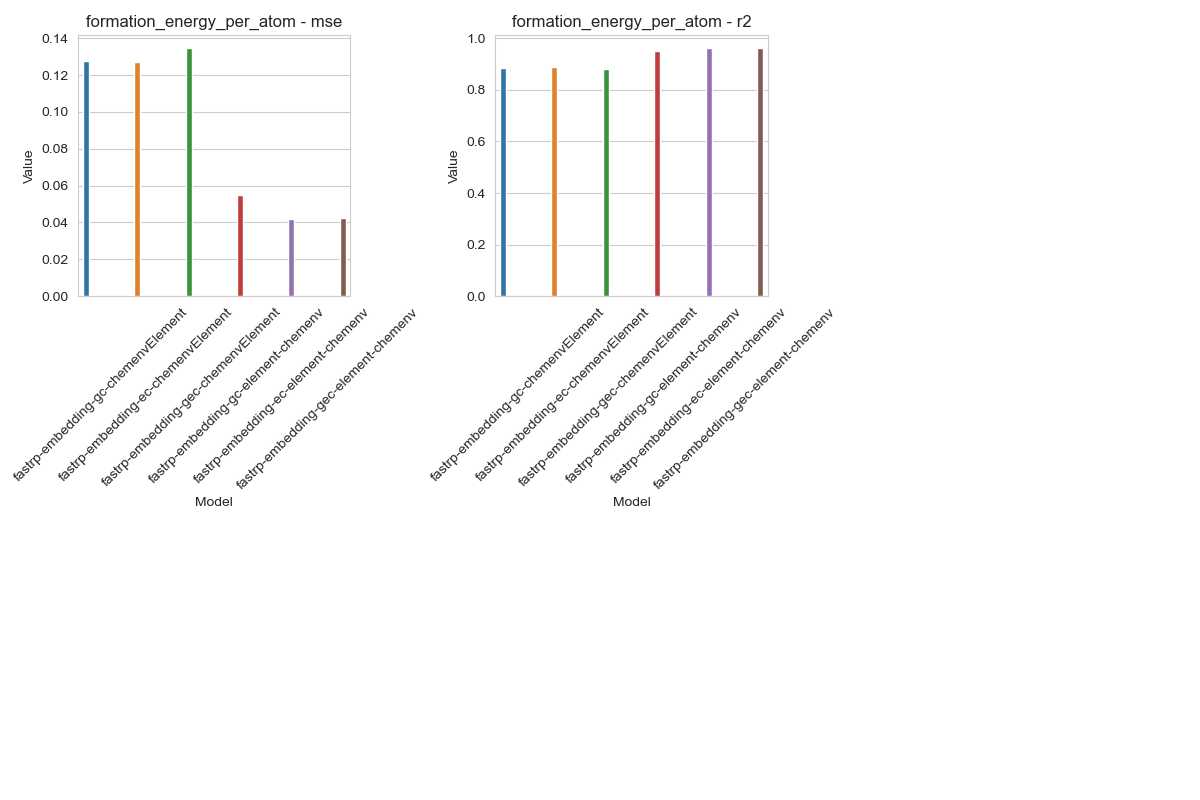 formation_energy_per_atom - mse
0.14
0.12
0.10
0.08
0.06
0.04
0.02
0.00
Value
fastrp-embedding-gc-chemenvElement
fastrp-embedding-ec-chemenvElement
fastrp-embedding-gec-chemenvElement
fastrp-embedding-gc-element-chemenv
fastrp-embedding-ec-element-chemenv
fastrp-embedding-gec-element-chemenv
Model
formation_energy_per_atom - r2
1.0
0.8
0.6
0.4
0.2
0.0
Value
fastrp-embedding-gc-chemenvElement
fastrp-embedding-ec-chemenvElement
fastrp-embedding-gec-chemenvElement
fastrp-embedding-gc-element-chemenv
fastrp-embedding-ec-element-chemenv
fastrp-embedding-gec-element-chemenv
Model